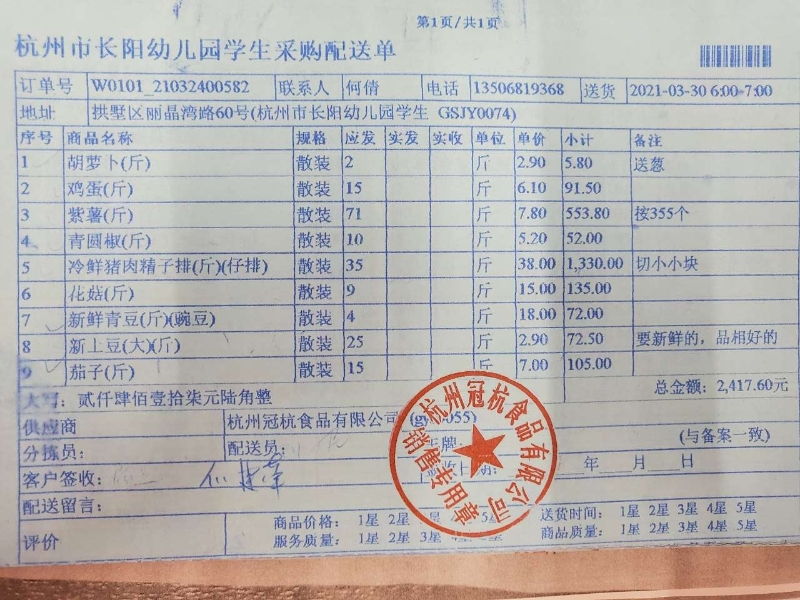 第1页/共1页
杭州市长阳幼儿园学生采购配送单
订单号 W0101_21032400582 联系人 何倩 电话 13506819368 送货 2021-03-30 6:00-7:00
地址 拱墅区丽晶湾路60号(杭州市长阳幼儿园学生 GSJY0074)
序号 商品名称 规格 应发 实发 实收 单位 单价 小计 备注
1 胡萝卜(斤) 散装 2 斤 2.90 5.80 送葱
2 鸡蛋(斤) 散装 15 斤 6.10 91.50
3 紫薯(斤) 散装 71 斤 7.80 553.80 按355个
4 青圆椒(斤) 散装 10 斤 5.20 52.00
5 冷鲜猪肉精子排(斤)(仔排) 散装 35 斤 38.00 1,330.00 切小小块
6 花菇(斤) 散装 9 斤 15.00 135.00
7 新鲜青豆(斤)(豌豆) 散装 4 斤 18.00 72.00
8 新土豆(大)(斤) 散装 25 斤 2.90 72.50 要新鲜的，品相好的
9 茄子(斤) 散装 15 斤 7.00 105.00
大写：贰仟肆佰壹拾柒元陆角整 总金额：2,417.60元
供应商 杭州冠杭食品有限公司
分拣员： 配送员： 车牌： (与备案一致)
客户签收： 验收日期： 年 月 日
配送留言：
评价 商品价格： 1星 2星 5星 送货时间： 1星 2星 3星 4星 5星
服务质量： 1星 2星 3星 商品质量： 1星 2星 3星 4星 5星
杭州冠杭食品有限公司
销售专用章